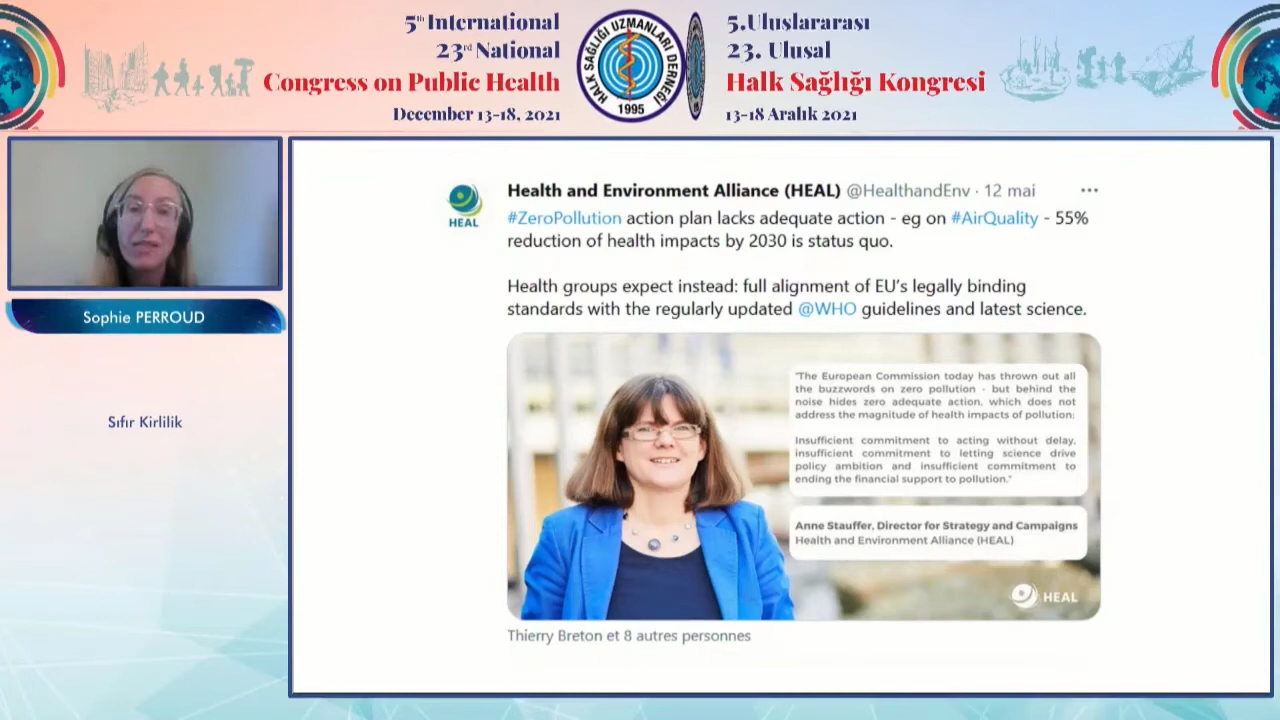 5th International
23rd National
Congress on Public Health
December 13-18, 2021
HALK SAĞLIĞI UZMANLARI DERNEĞİ
1995
5.Uluslararası
23. Ulusal
Halk Sağlığı Kongresi
13-18 Aralık 2021
Sophie PERROUD
Sıfır Kirlilik
HEAL
Health and Environment Alliance (HEAL) @HealthandEnv · 12 mai
#ZeroPollution action plan lacks adequate action - eg on #AirQuality - 55%
reduction of health impacts by 2030 is status quo.
Health groups expect instead: full alignment of EU’s legally binding
standards with the regularly updated @WHO guidelines and latest science.
"The European Commission today has thrown out all
the buzzwords on zero pollution - but behind the
noise hides zero adequate action, which does not
address the magnitude of health impacts of pollution:
Insufficient commitment to acting without delay,
insufficient commitment to letting science drive
policy ambition and insufficient commitment to
ending the financial support to pollution."
Anne Stauffer, Director for Strategy and Campaigns
Health and Environment Alliance (HEAL)
HEAL
Thierry Breton et 8 autres personnes